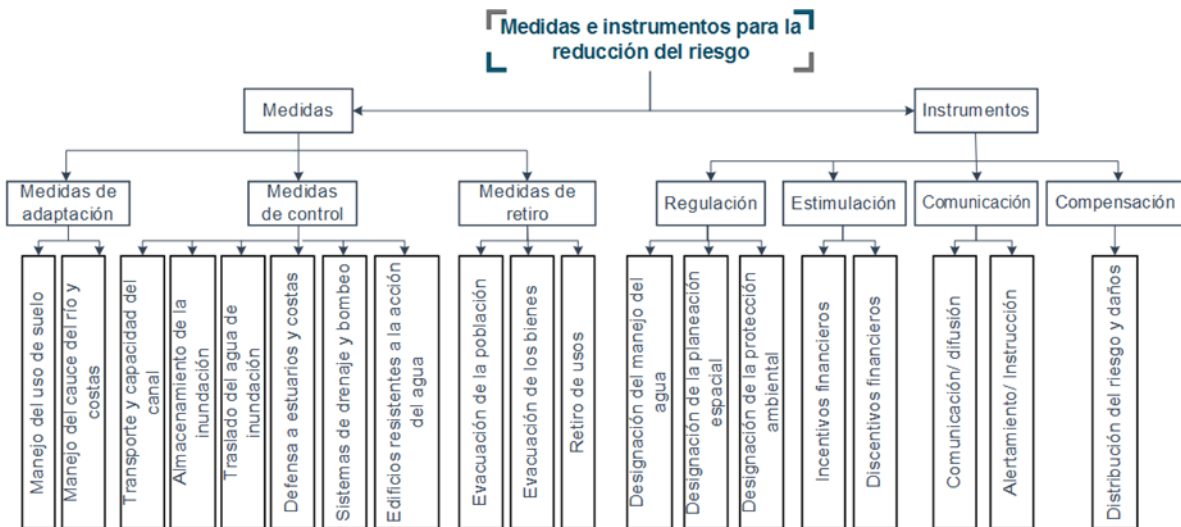 Medidas e instrumentos para la
reducción del riesgo
Medidas
Instrumentos
Medidas de
adaptación
Medidas
de control
Medidas de
retiro
Regulación
Estimulación
Comunicación
Compensación
Manejo del uso de suelo
Manejo del cauce del río y
costas
Transporte y capacidad del
canal
Almacenamiento de la
inundación
Traslado del agua de
inundación
Defensa a estuarios y costas
Sistemas de drenaje y bombeo
Edificios resistentes a la acción
del agua
Evacuación de la población
Evacuación de los bienes
Retiro de usos
Designación del manejo del
agua
Designación de la planeación
espacial
Designación de la protección
ambiental
Incentivos financieros
Discentivos financieros
Comunicación/ difusión
Alertamiento/ Instrucción
Distribución del riesgo y daños